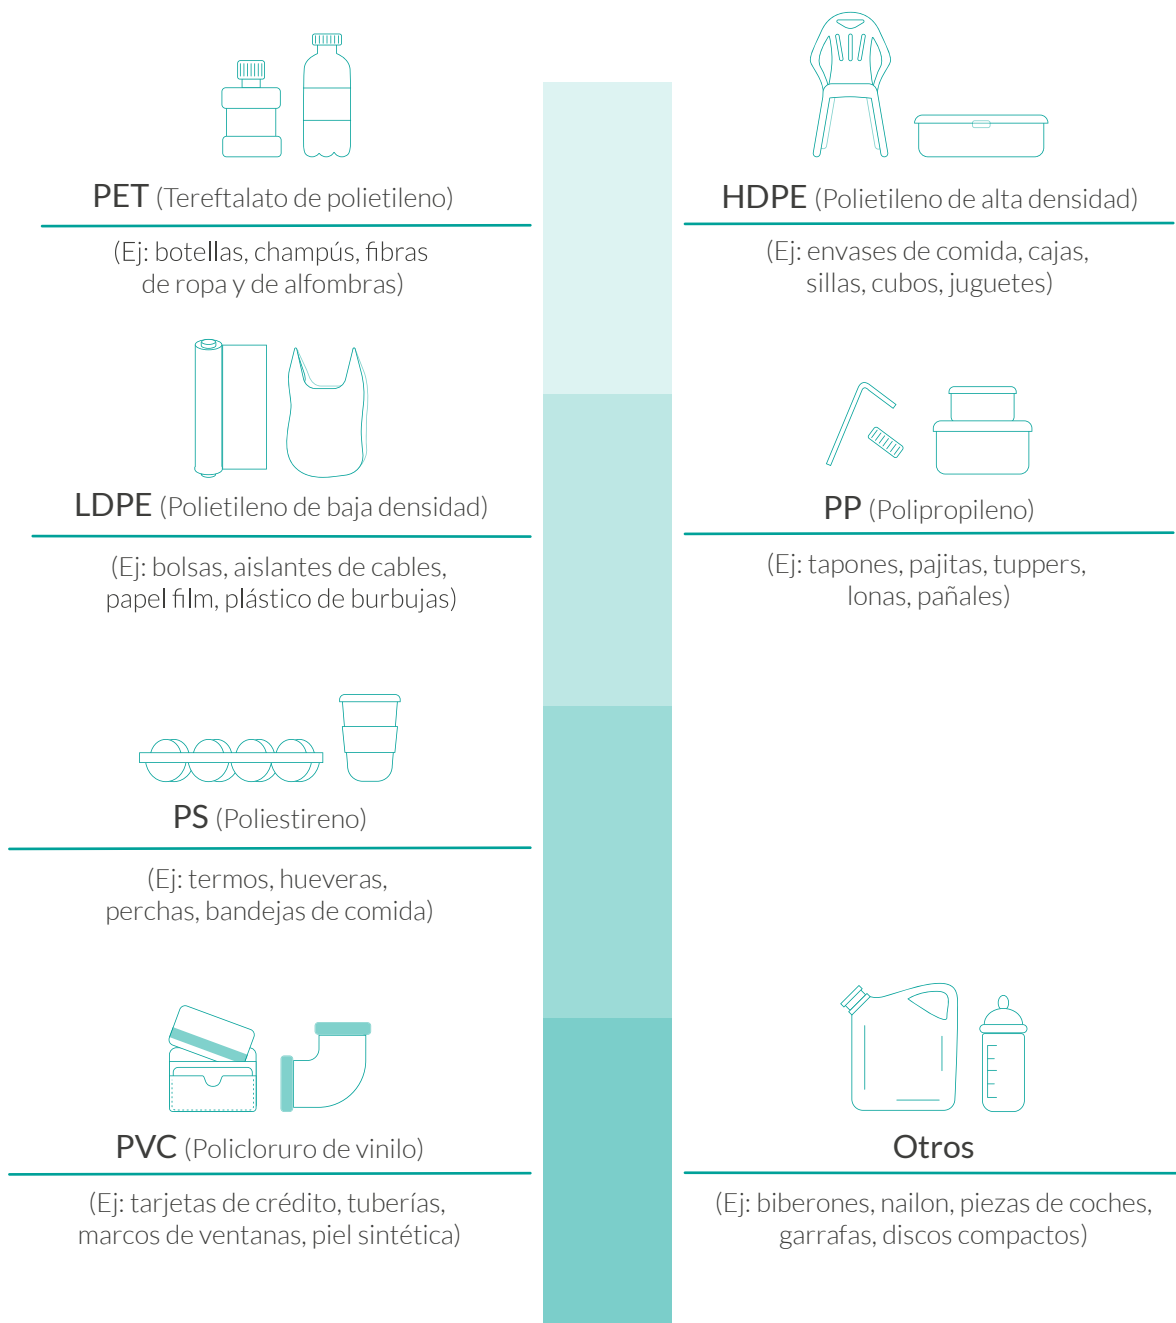 PET (Tereftalato de polietileno)
(Ej: botellas, champús, fibras
de ropa y de alfombras)
HDPE (Polietileno de alta densidad)
(Ej: envases de comida, cajas,
sillas, cubos, juguetes)
LDPE (Polietileno de baja densidad)
(Ej: bolsas, aislantes de cables,
papel film, plástico de burbujas)
PP (Polipropileno)
(Ej: tapones, pajitas, tuppers,
lonas, pañales)
PS (Poliestireno)
(Ej: termos, hueveras,
perchas, bandejas de comida)
PVC (Policloruro de vinilo)
(Ej: tarjetas de crédito, tuberías,
marcos de ventanas, piel sintética)
Otros
(Ej: biberones, nailon, piezas de coches,
garrafas, discos compactos)